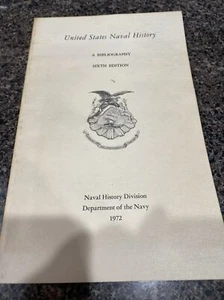 United States Naval History
A BIBLIOGRAPHY
SIXTH EDITION
Naval History Division
Department of the Navy
1972